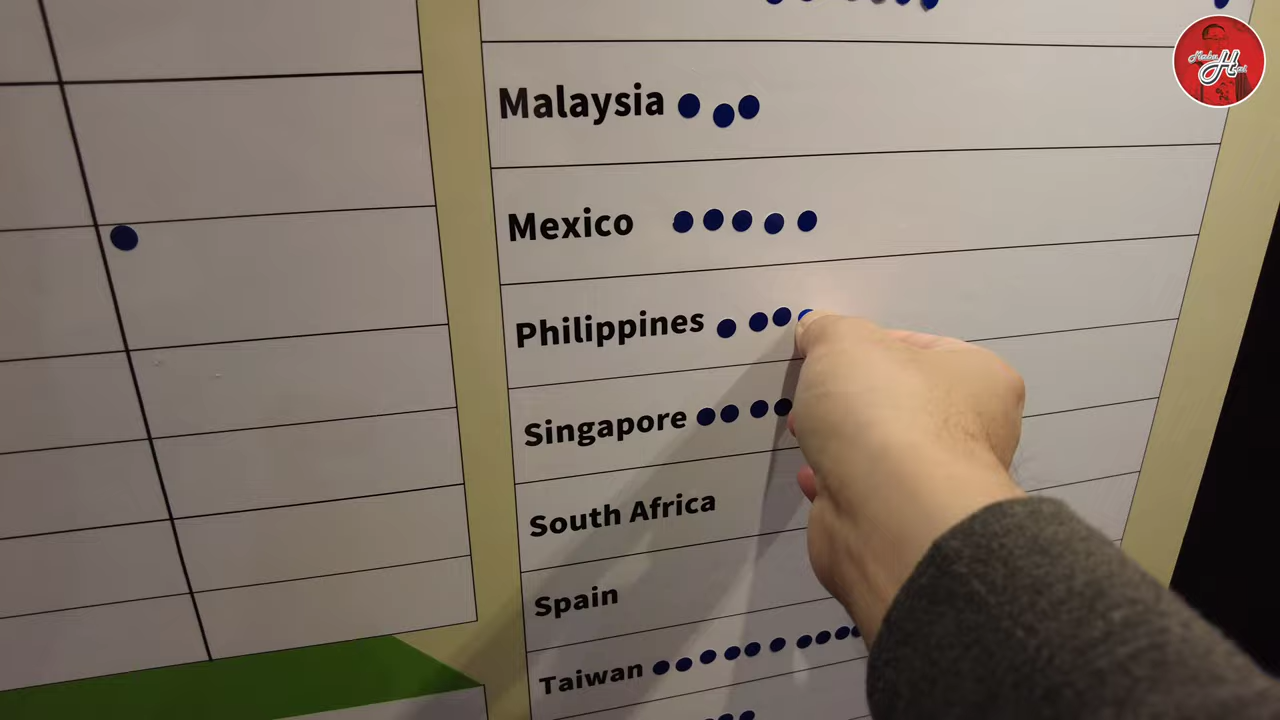 Malaysia
Mexico
Philippines
Singapore
South Africa
Spain
Taiwan